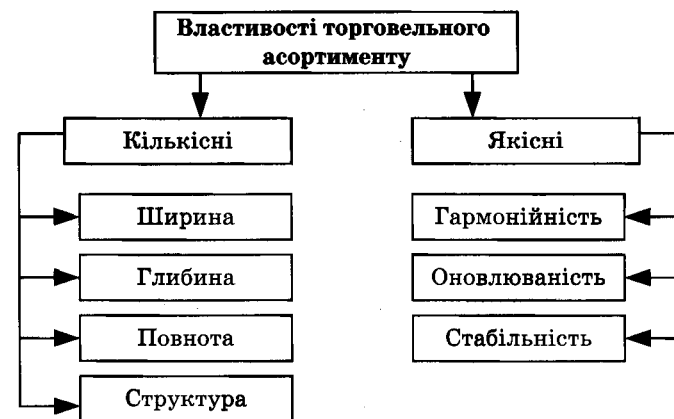 Властивості торговельного
асортименту
Кількісні
Якісні
Ширина
Гармонійність
Глибина
Оновлюваність
Повнота
Стабільність
Структура